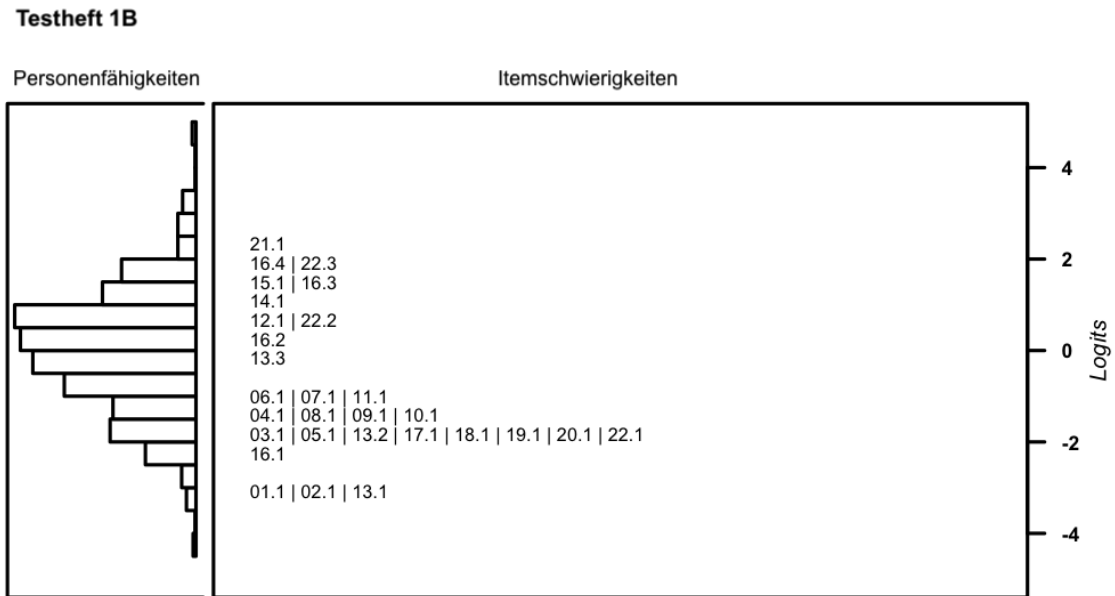 Testheft 1B
Personenfähigkeiten
Itemschwierigkeiten
21.1
16.4 | 22.3
15.1 | 16.3
14.1
12.1 | 22.2
16.2
13.3
06.1 | 07.1 | 11.1
04.1 | 08.1 | 09.1 | 10.1
03.1 | 05.1 | 13.2 | 17.1 | 18.1 | 19.1 | 20.1 | 22.1
16.1
01.1 | 02.1 | 13.1
4
2
0
-2
-4
Logits